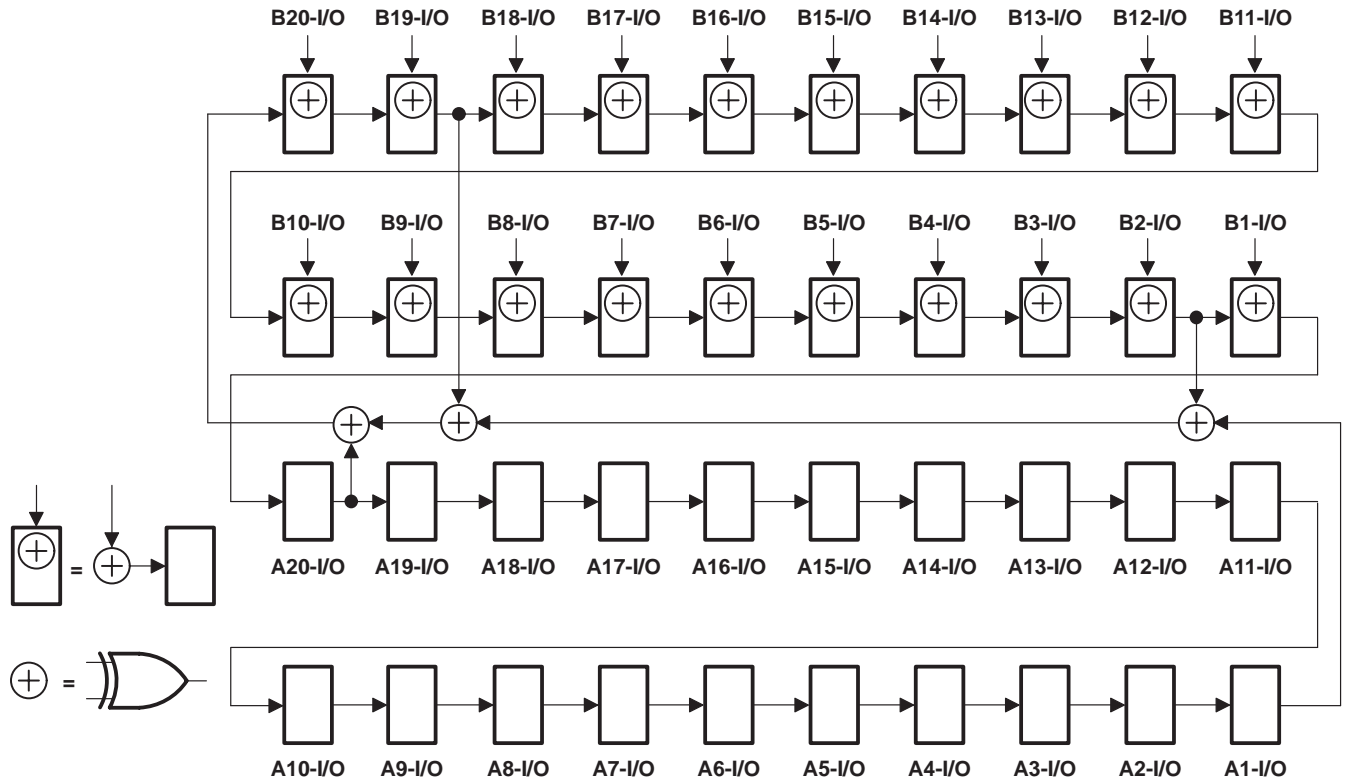 B20-I/O B19-I/O B18-I/O B17-I/O B16-I/O B15-I/O B14-I/O B13-I/O B12-I/O B11-I/O
B10-I/O B9-I/O B8-I/O B7-I/O B6-I/O B5-I/O B4-I/O B3-I/O B2-I/O B1-I/O
A20-I/O A19-I/O A18-I/O A17-I/O A16-I/O A15-I/O A14-I/O A13-I/O A12-I/O A11-I/O
=
=
A10-I/O A9-I/O A8-I/O A7-I/O A6-I/O A5-I/O A4-I/O A3-I/O A2-I/O A1-I/O